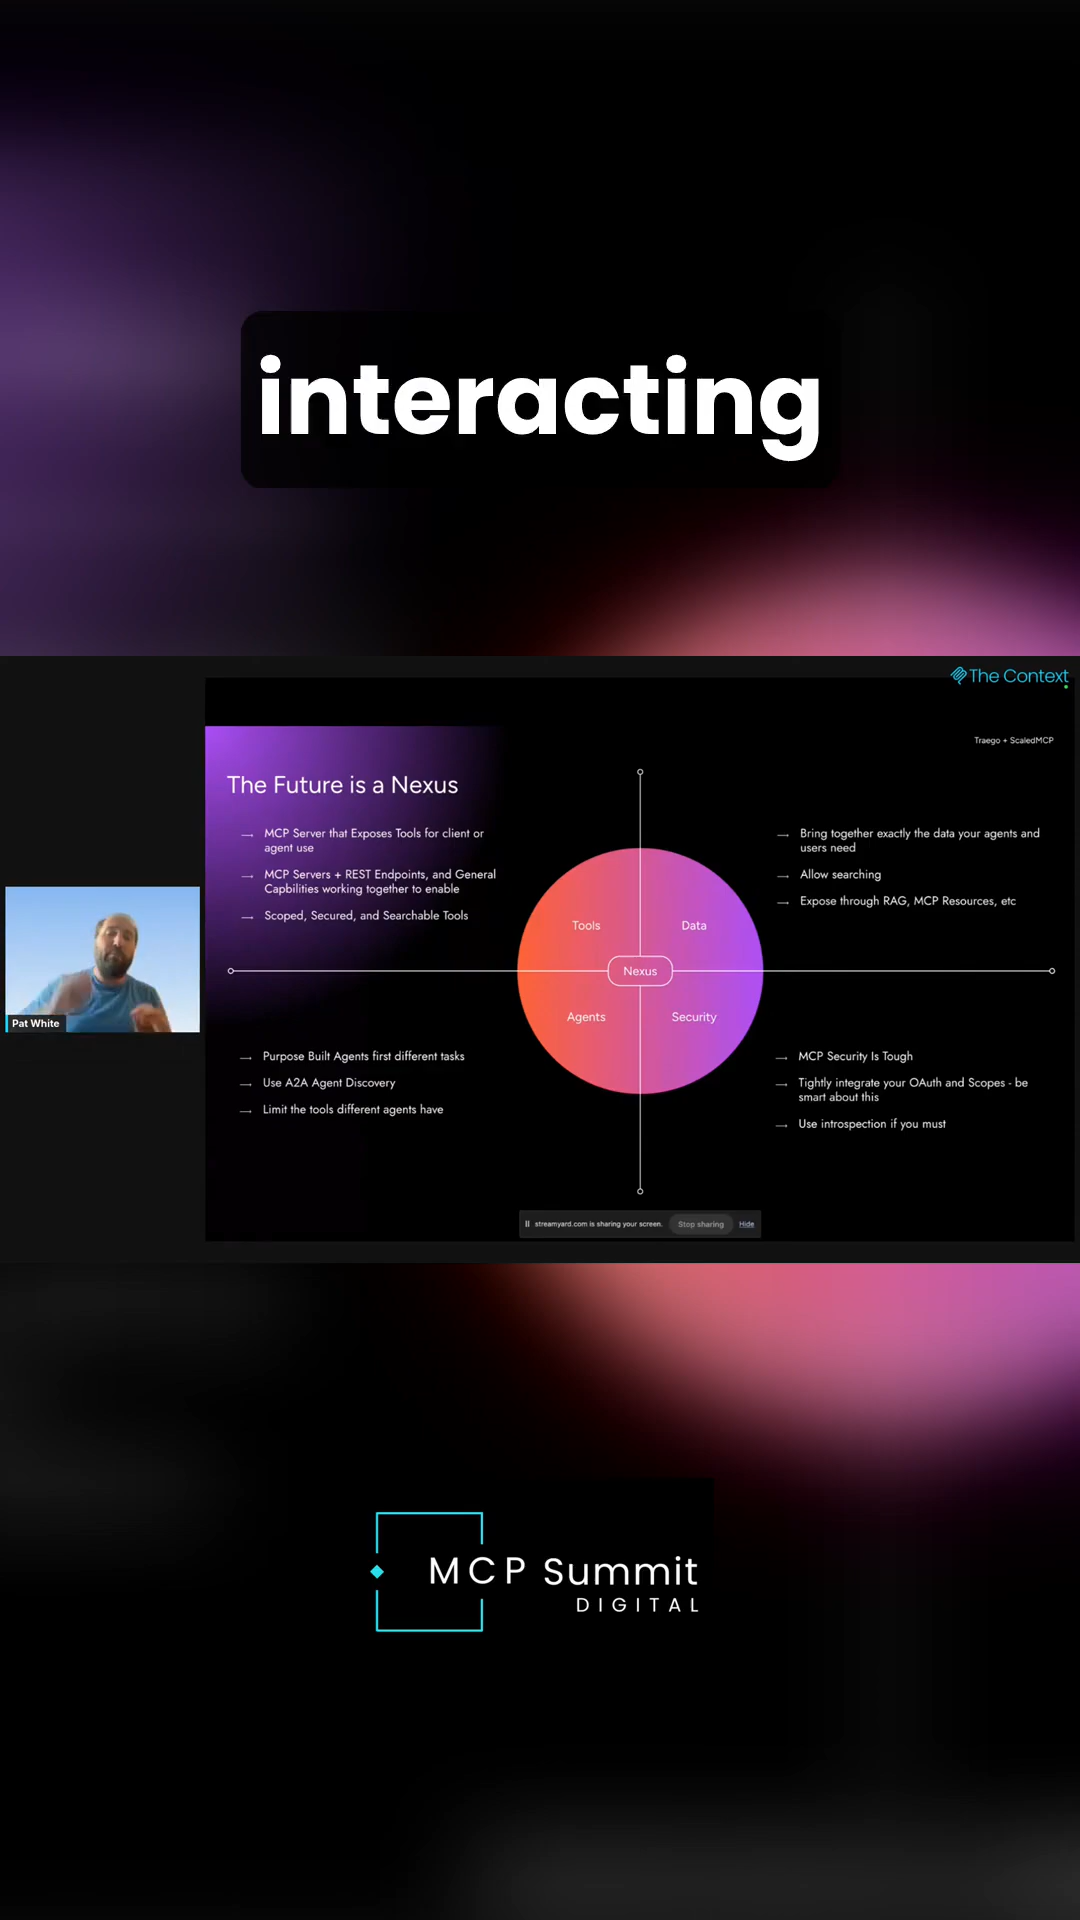 interacting
The Context
Traego + ScaledMCP
The Future is a Nexus
MCP Server that Exposes Tools for client or
agent use
MCP Servers + REST Endpoints, and General
Capbilities working together to enable
Scoped, Secured, and Searchable Tools
Bring together exactly the data your agents and
users need
Allow searching
Expose through RAG, MCP Resources, etc
Tools
Data
Nexus
Agents
Security
Pat White
Purpose Built Agents first different tasks
Use A2A Agent Discovery
Limit the tools different agents have
MCP Security Is Tough
Tightly integrate your OAuth and Scopes - be
smart about this
Use introspection if you must
streamyard.com is sharing your screen.
Stop sharing
Hide
MCP Summit
DIGITAL